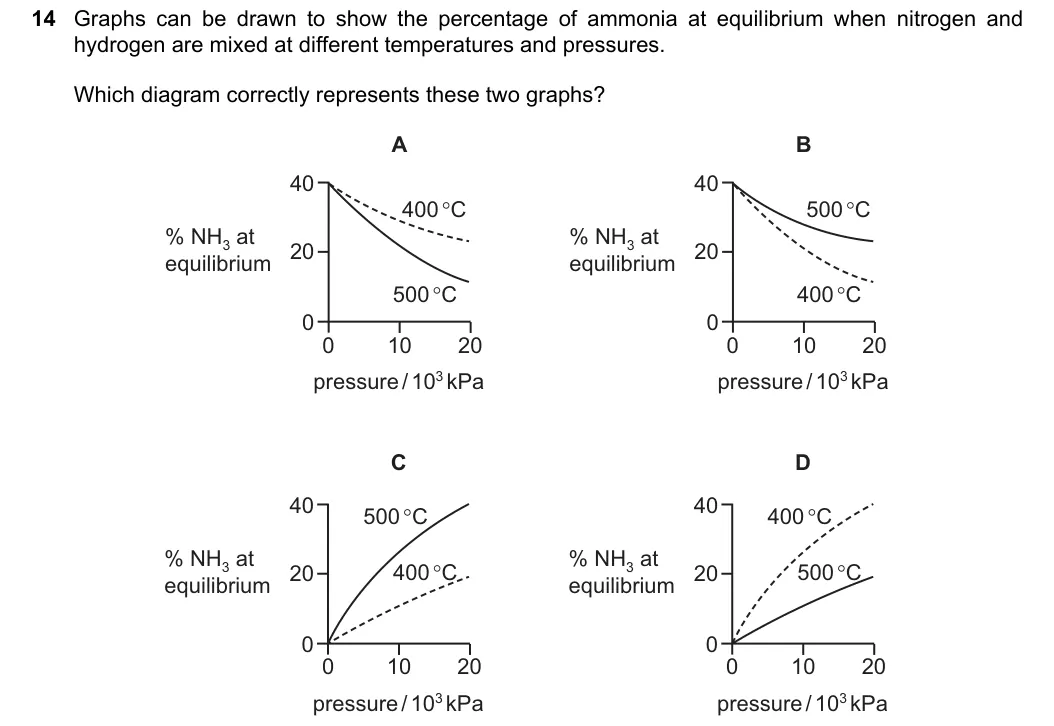 14 Graphs can be drawn to show the percentage of ammonia at equilibrium when nitrogen and
hydrogen are mixed at different temperatures and pressures.
Which diagram correctly represents these two graphs?
A
40
20
0
% NH₃ at
equilibrium
400 °C
500 °C
0 10 20
pressure / 10³ kPa
B
40
20
0
% NH₃ at
equilibrium
500 °C
400 °C
0 10 20
pressure / 10³ kPa
C
40
20
0
% NH₃ at
equilibrium
500 °C
400 °C
0 10 20
pressure / 10³ kPa
D
40
20
0
% NH₃ at
equilibrium
400 °C
500 °C
0 10 20
pressure / 10³ kPa